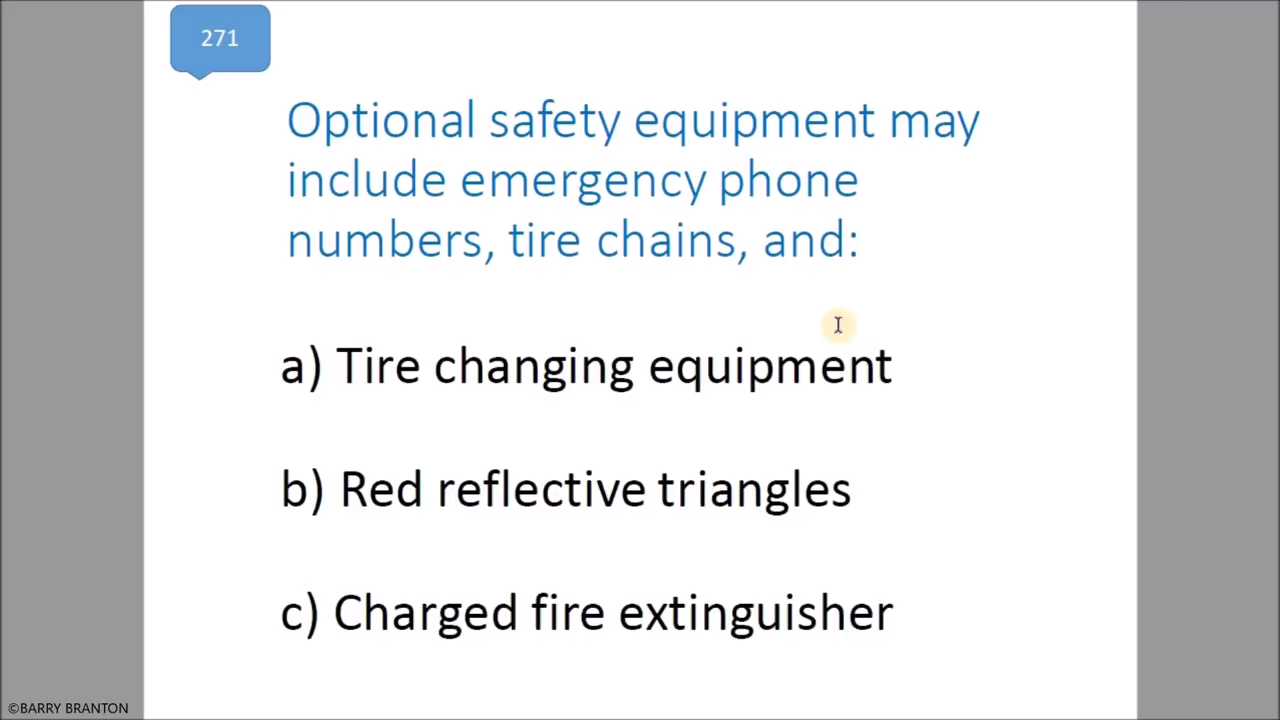 271
Optional safety equipment may
include emergency phone
numbers, tire chains, and:
a) Tire changing equipment
b) Red reflective triangles
c) Charged fire extinguisher
©BARRY BRANTON